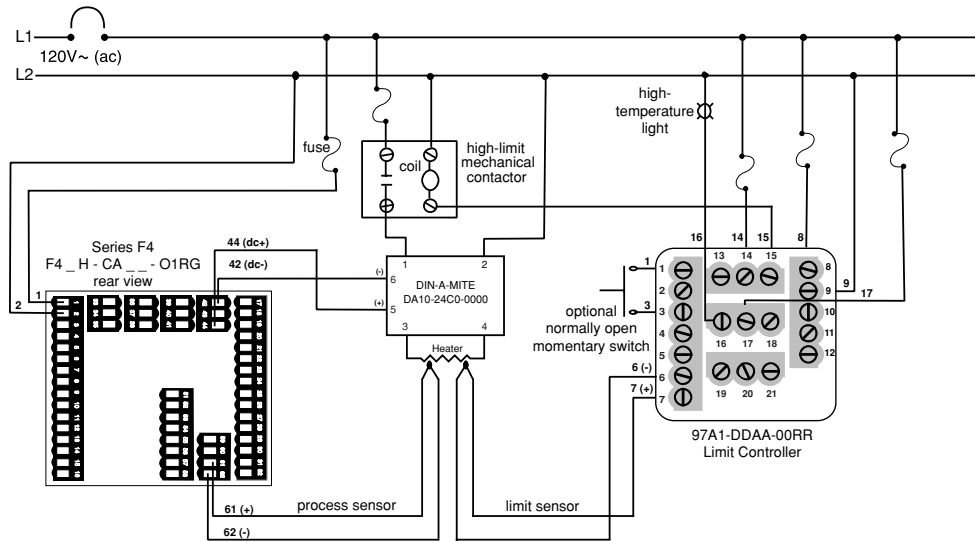 L1
120V~ (ac)
L2
fuse
coil
high-limit
mechanical
contactor
high-
temperature
light
16
14
15
8
Series F4
F4 _ H - CA _ _ - O1RG
rear view
44 (dc+)
42 (dc-)
1
2
1
2
(-)
6
DIN-A-MITE
DA10-24C0-0000
(+)
5
3
4
Heater
1
3
optional
normally open
momentary switch
6 (-)
7 (+)
1
2
3
4
5
6
7
13
14
15
16
17
18
19
20
21
8
9
10
11
12
9
17
97A1-DDAA-00RR
Limit Controller
61 (+)
process sensor
62 (-)
limit sensor